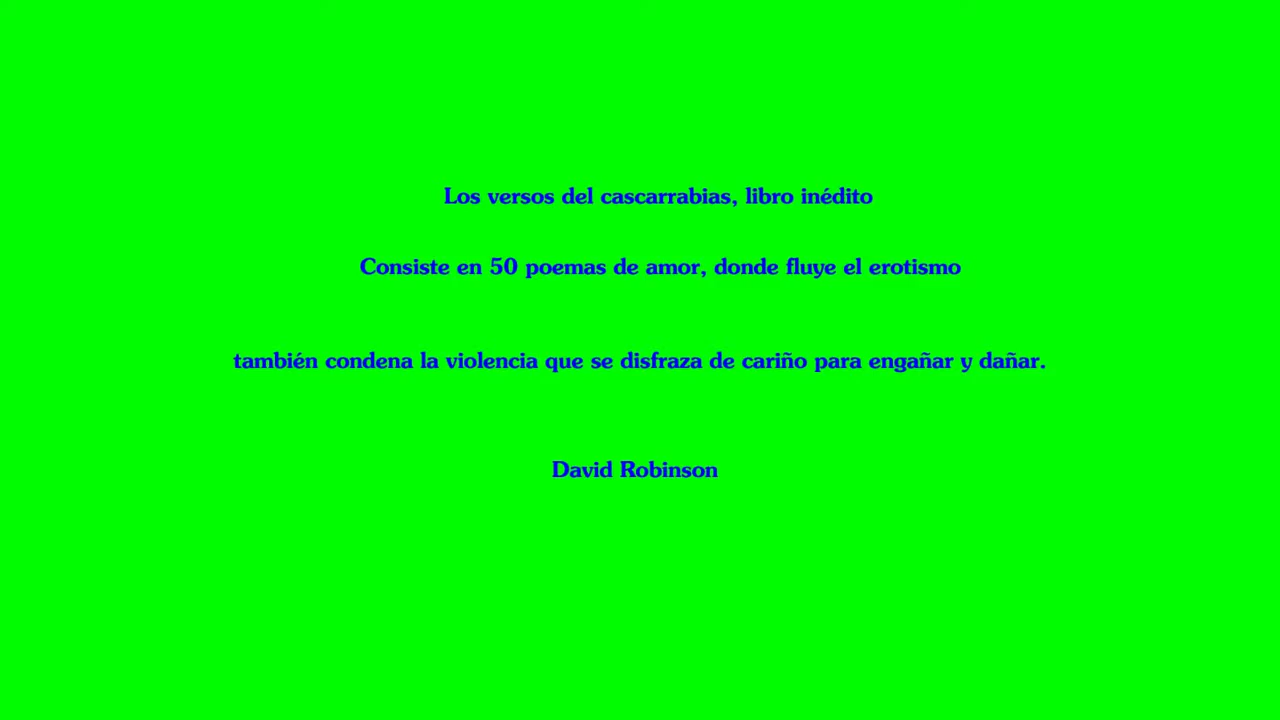 Los versos del cascarrabias, libro inédito
Consiste en 50 poemas de amor, donde fluye el erotismo
también condena la violencia que se disfraza de cariño para engañar y dañar.
David Robinson